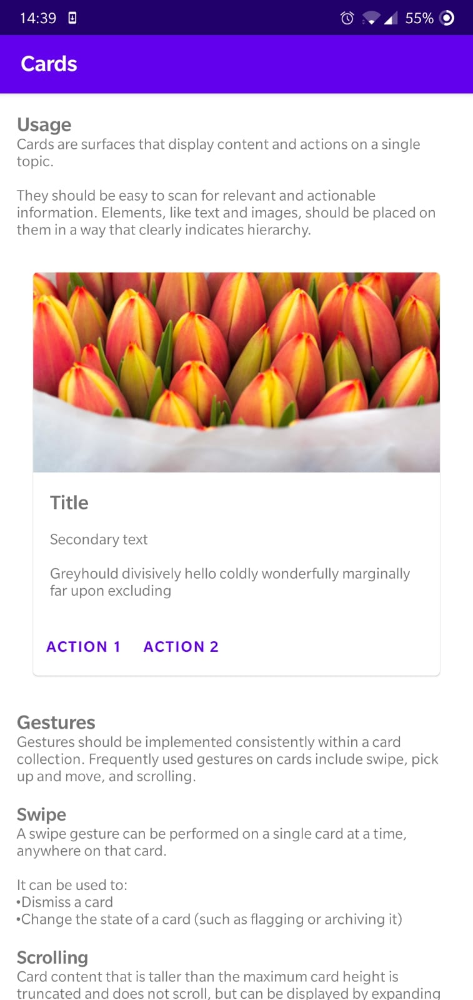 14:39
55%
Cards
Usage
Cards are surfaces that display content and actions on a single
topic.
They should be easy to scan for relevant and actionable
information. Elements, like text and images, should be placed on
them in a way that clearly indicates hierarchy.
Title
Secondary text
Greyhould divisively hello coldly wonderfully marginally
far upon excluding
ACTION 1 ACTION 2
Gestures
Gestures should be implemented consistently within a card
collection. Frequently used gestures on cards include swipe, pick
up and move, and scrolling.
Swipe
A swipe gesture can be performed on a single card at a time,
anywhere on that card.
It can be used to:
•Dismiss a card
•Change the state of a card (such as flagging or archiving it)
Scrolling
Card content that is taller than the maximum card height is
truncated and does not scroll, but can be displayed by expanding